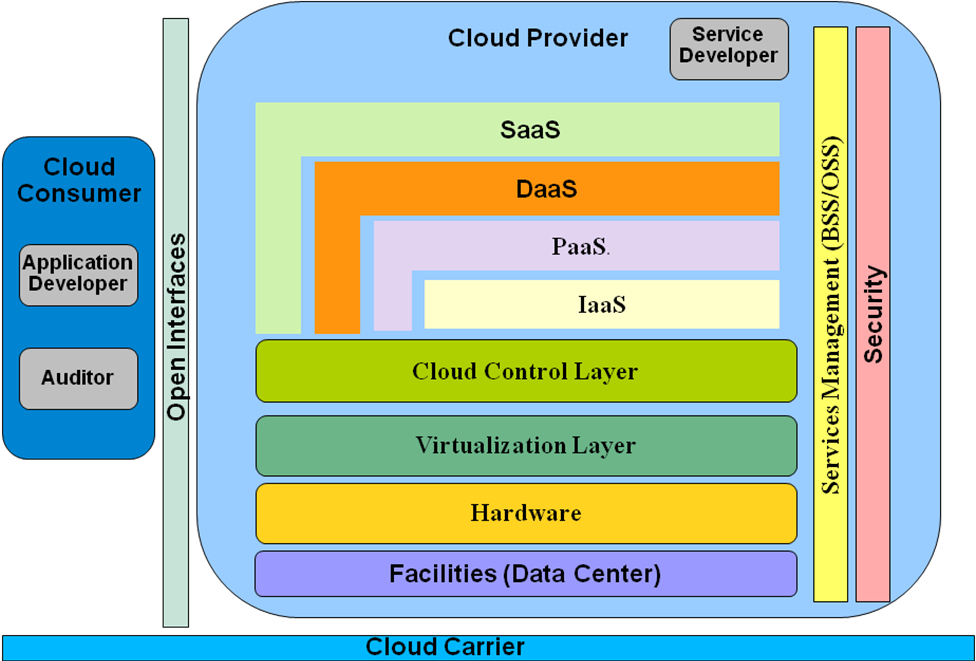 Cloud Provider
Service
Developer
SaaS
DaaS
PaaS.
IaaS
Cloud Control Layer
Virtualization Layer
Hardware
Facilities (Data Center)
Services Management (BSS/OSS)
Security
Open Interfaces
Cloud
Consumer
Application
Developer
Auditor
Cloud Carrier